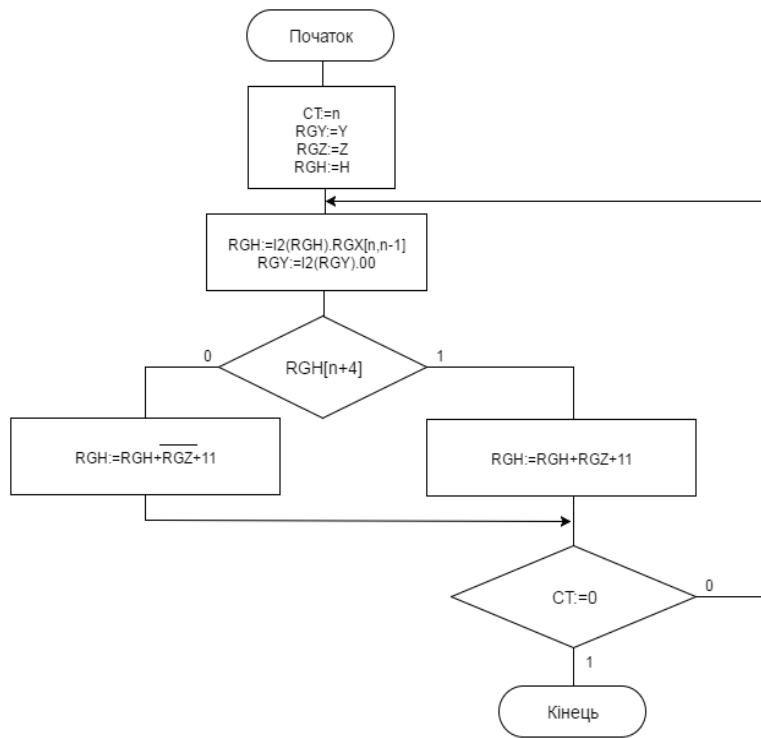 Початок
CT:=n
RGY:=Y
RGZ:=Z
RGH:=H
RGH:=l2(RGH).RGX[n,n-1]
RGY:=l2(RGY).00
0
RGH[n+4]
1
RGH:=RGH+R̅G̅Z̅+11
RGH:=RGH+RGZ+11
CT:=0
0
1
Кінець